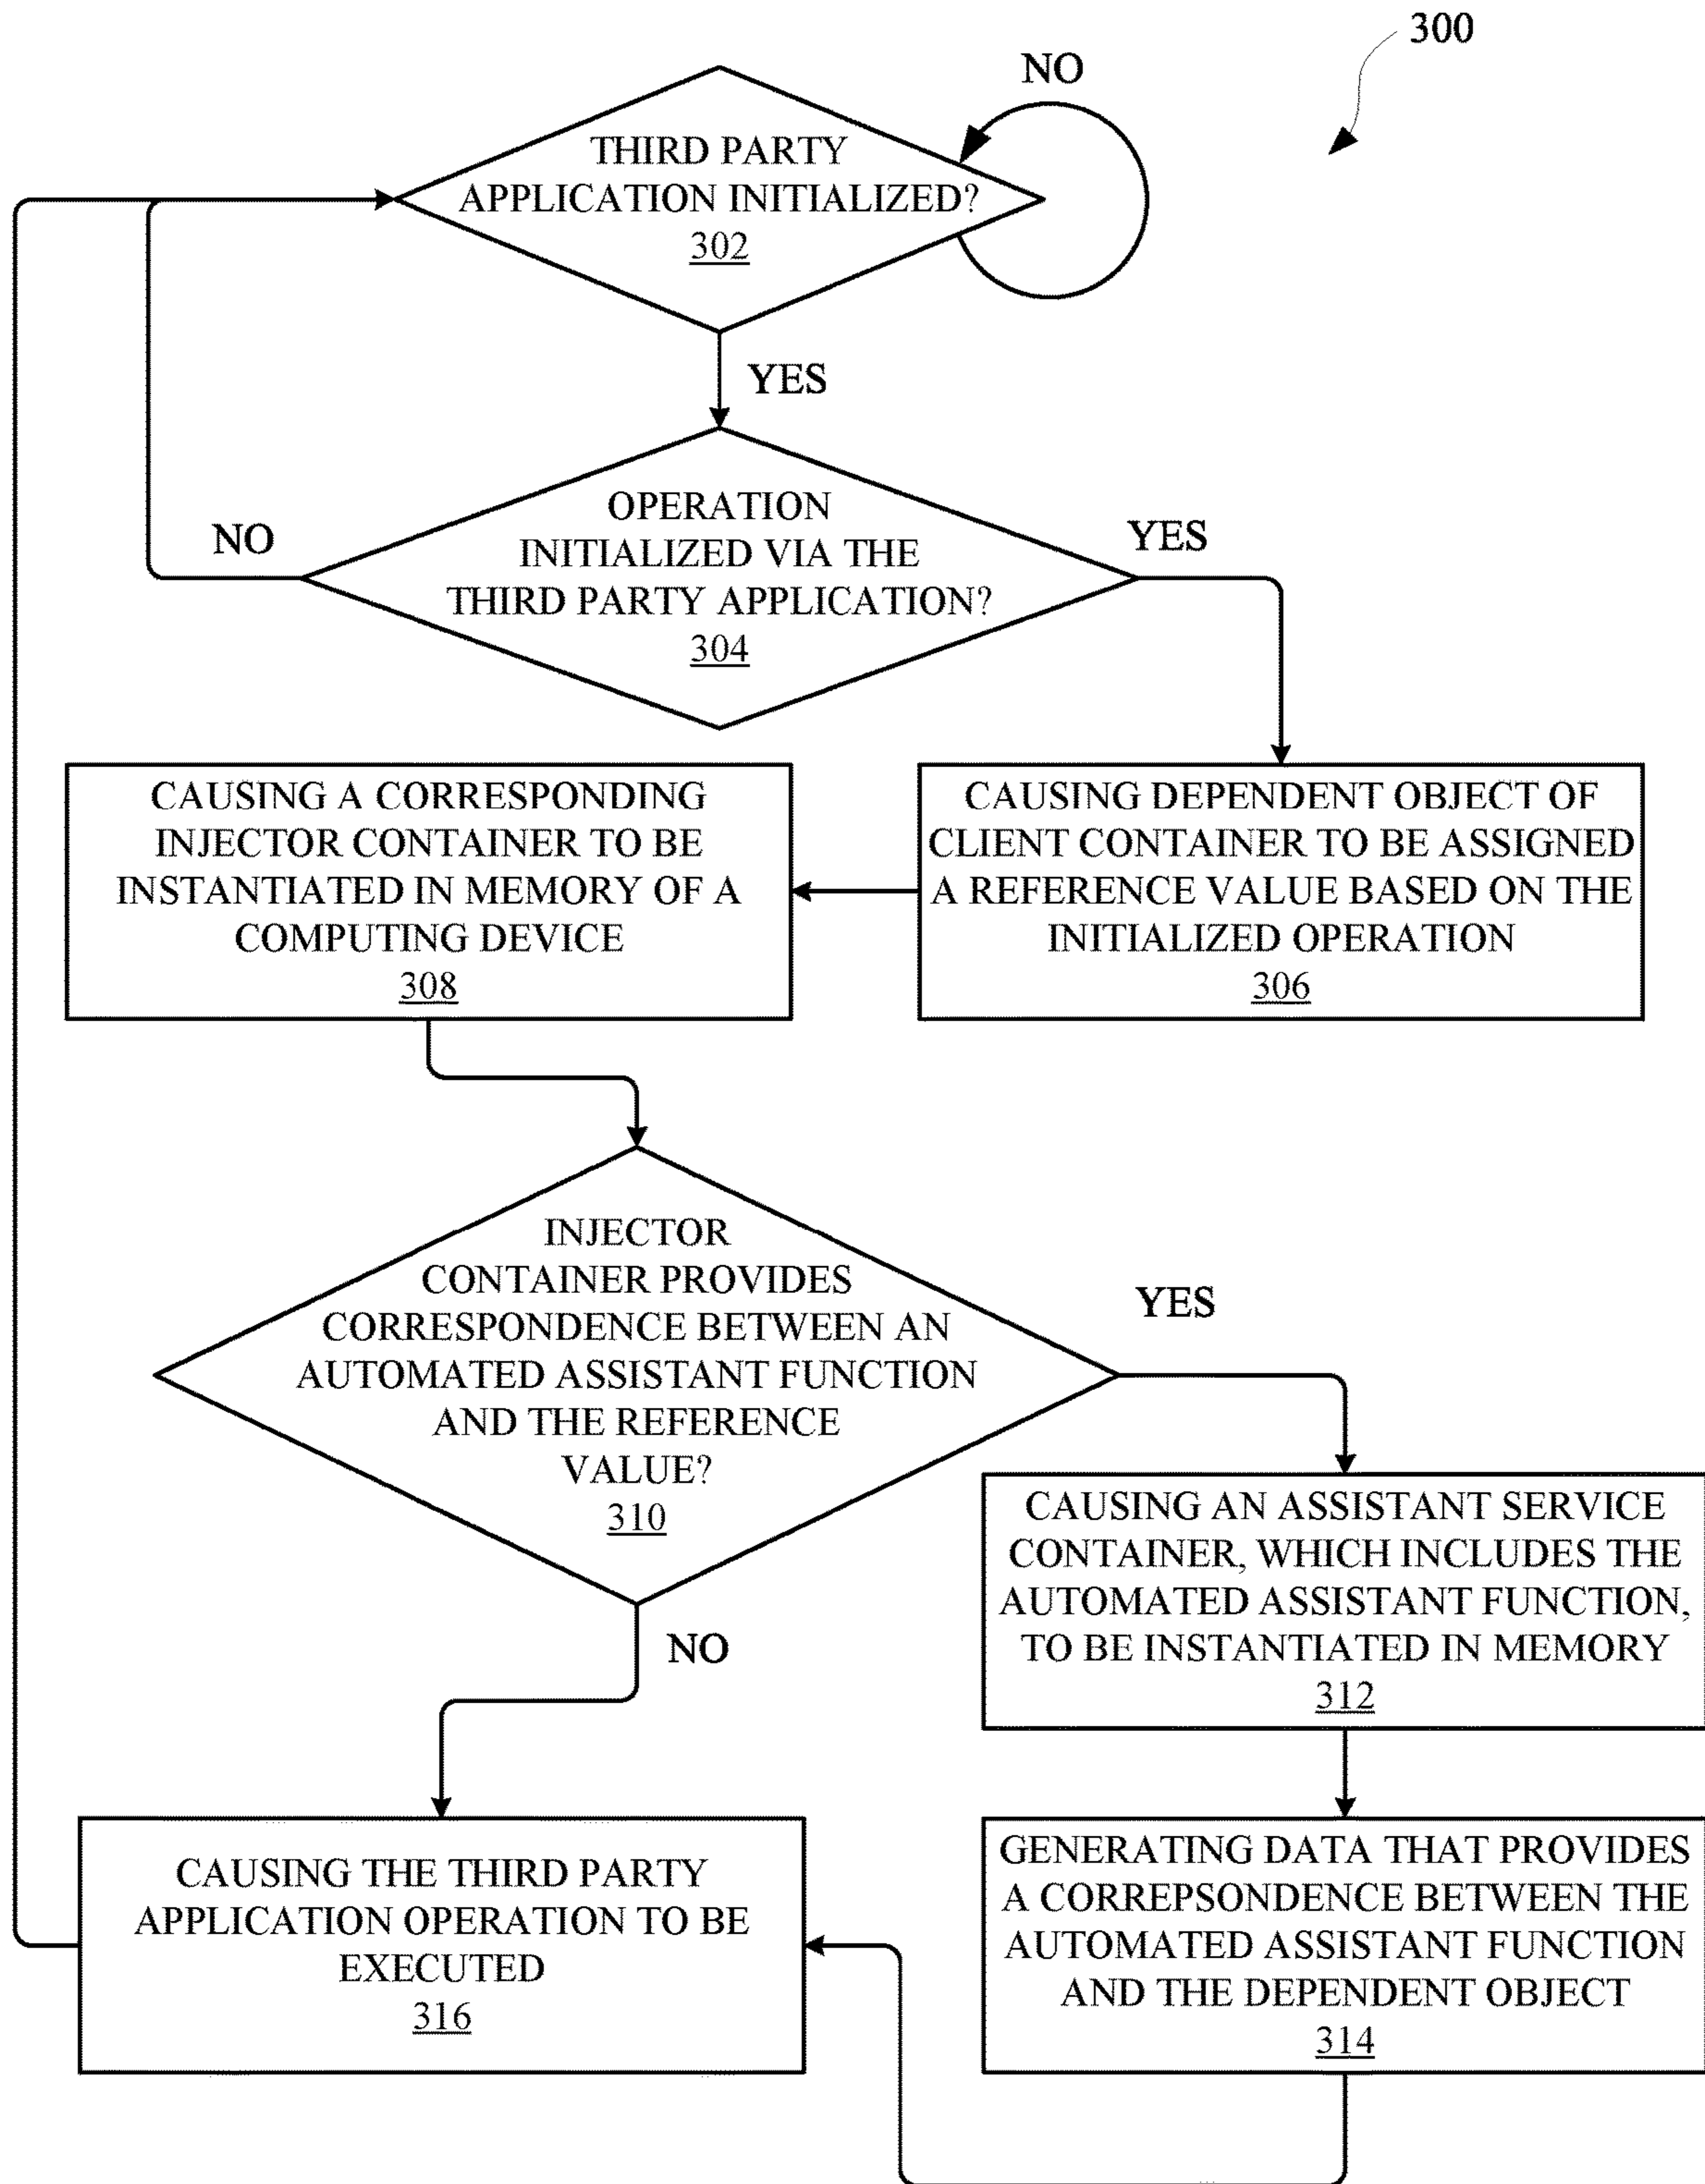 300
NO
THIRD PARTY
APPLICATION INITIALIZED?
302
YES
OPERATION
INITIALIZED VIA THE
THIRD PARTY APPLICATION?
304
NO
YES
CAUSING A CORRESPONDING
INJECTOR CONTAINER TO BE
INSTANTIATED IN MEMORY OF A
COMPUTING DEVICE
308
CAUSING DEPENDENT OBJECT OF
CLIENT CONTAINER TO BE ASSIGNED
A REFERENCE VALUE BASED ON THE
INITIALIZED OPERATION
306
INJECTOR
CONTAINER PROVIDES
CORRESPONDENCE BETWEEN AN
AUTOMATED ASSISTANT FUNCTION
AND THE REFERENCE
VALUE?
310
YES
NO
CAUSING AN ASSISTANT SERVICE
CONTAINER, WHICH INCLUDES THE
AUTOMATED ASSISTANT FUNCTION,
TO BE INSTANTIATED IN MEMORY
312
GENERATING DATA THAT PROVIDES
A CORREPSONDENCE BETWEEN THE
AUTOMATED ASSISTANT FUNCTION
AND THE DEPENDENT OBJECT
314
CAUSING THE THIRD PARTY
APPLICATION OPERATION TO BE
EXECUTED
316